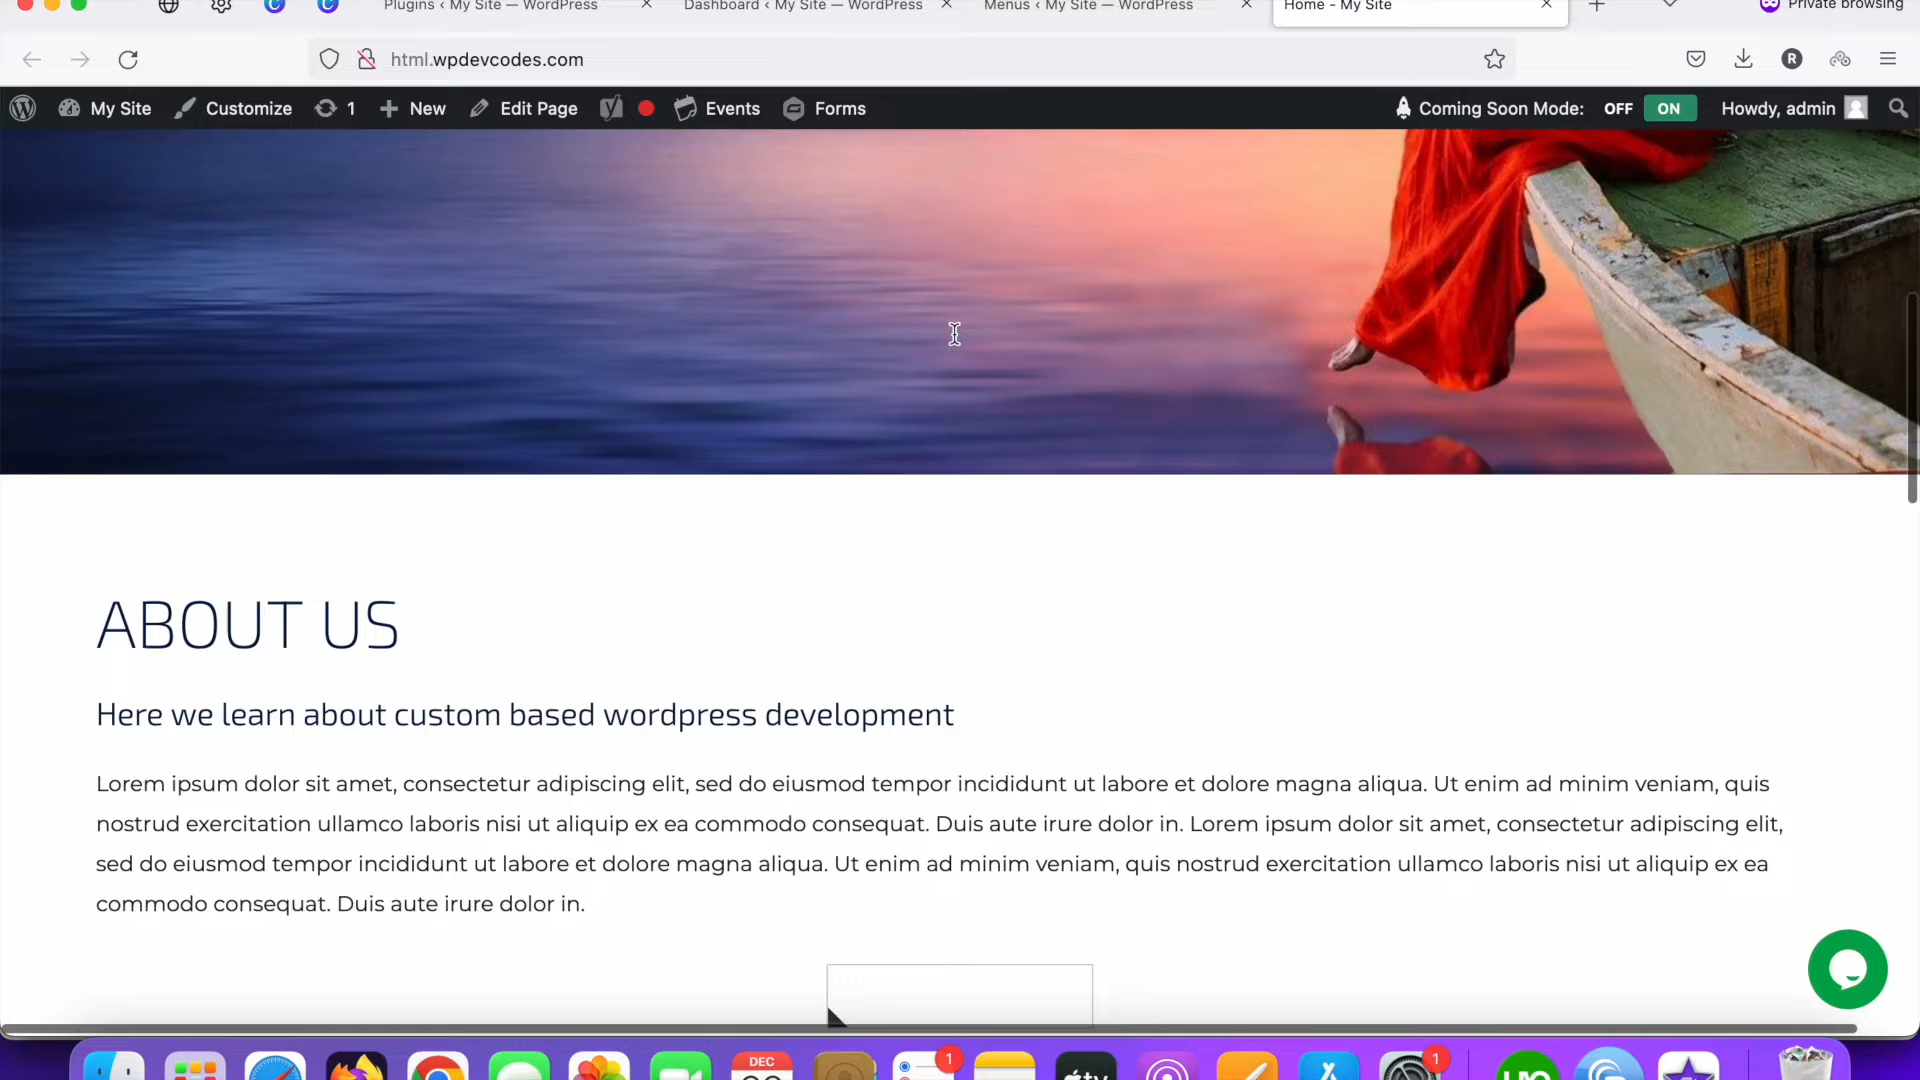 Plugins ‹ My Site — WordPress
Dashboard ‹ My Site — WordPress
Menus ‹ My Site — WordPress
Home - My Site
Private browsing
html.wpdevcodes.com
R
My Site
Customize
1
New
Edit Page
Events
Forms
Coming Soon Mode:
OFF
ON
Howdy, admin
ABOUT US
Here we learn about custom based wordpress development
Lorem ipsum dolor sit amet, consectetur adipiscing elit, sed do eiusmod tempor incididunt ut labore et dolore magna aliqua. Ut enim ad minim veniam, quis
nostrud exercitation ullamco laboris nisi ut aliquip ex ea commodo consequat. Duis aute irure dolor in. Lorem ipsum dolor sit amet, consectetur adipiscing elit,
sed do eiusmod tempor incididunt ut labore et dolore magna aliqua. Ut enim ad minim veniam, quis nostrud exercitation ullamco laboris nisi ut aliquip ex ea
commodo consequat. Duis aute irure dolor in.
DEC
1
1